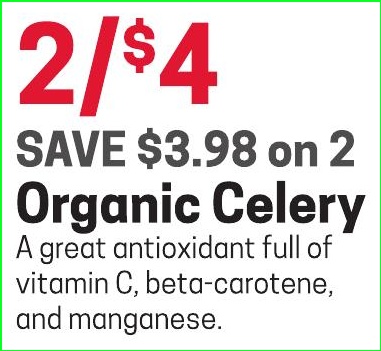 2/$4
SAVE $3.98 on 2
Organic Celery
A great antioxidant full of
vitamin C, beta-carotene,
and manganese.